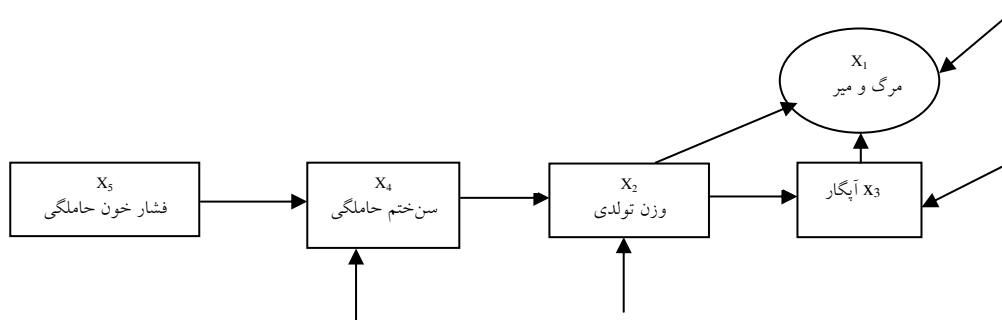 X₁
مرگ و میر
X₅
فشار خون حاملگی
X₄
سن‌ختم حاملگی
X₂
وزن تولدی
x₃ آپگار